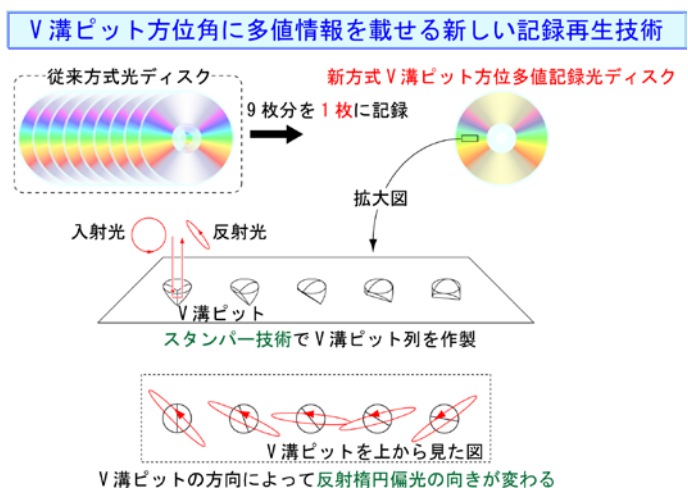 V溝ピット方位角に多値情報を載せる新しい記録再生技術
従来方式光ディスク
新方式V溝ピット方位多値記録光ディスク
9枚分を1枚に記録
拡大図
入射光
反射光
V溝ピット
スタンパー技術でV溝ピット列を作製
V溝ピットを上から見た図
V溝ピットの方向によって反射楕円偏光の向きが変わる